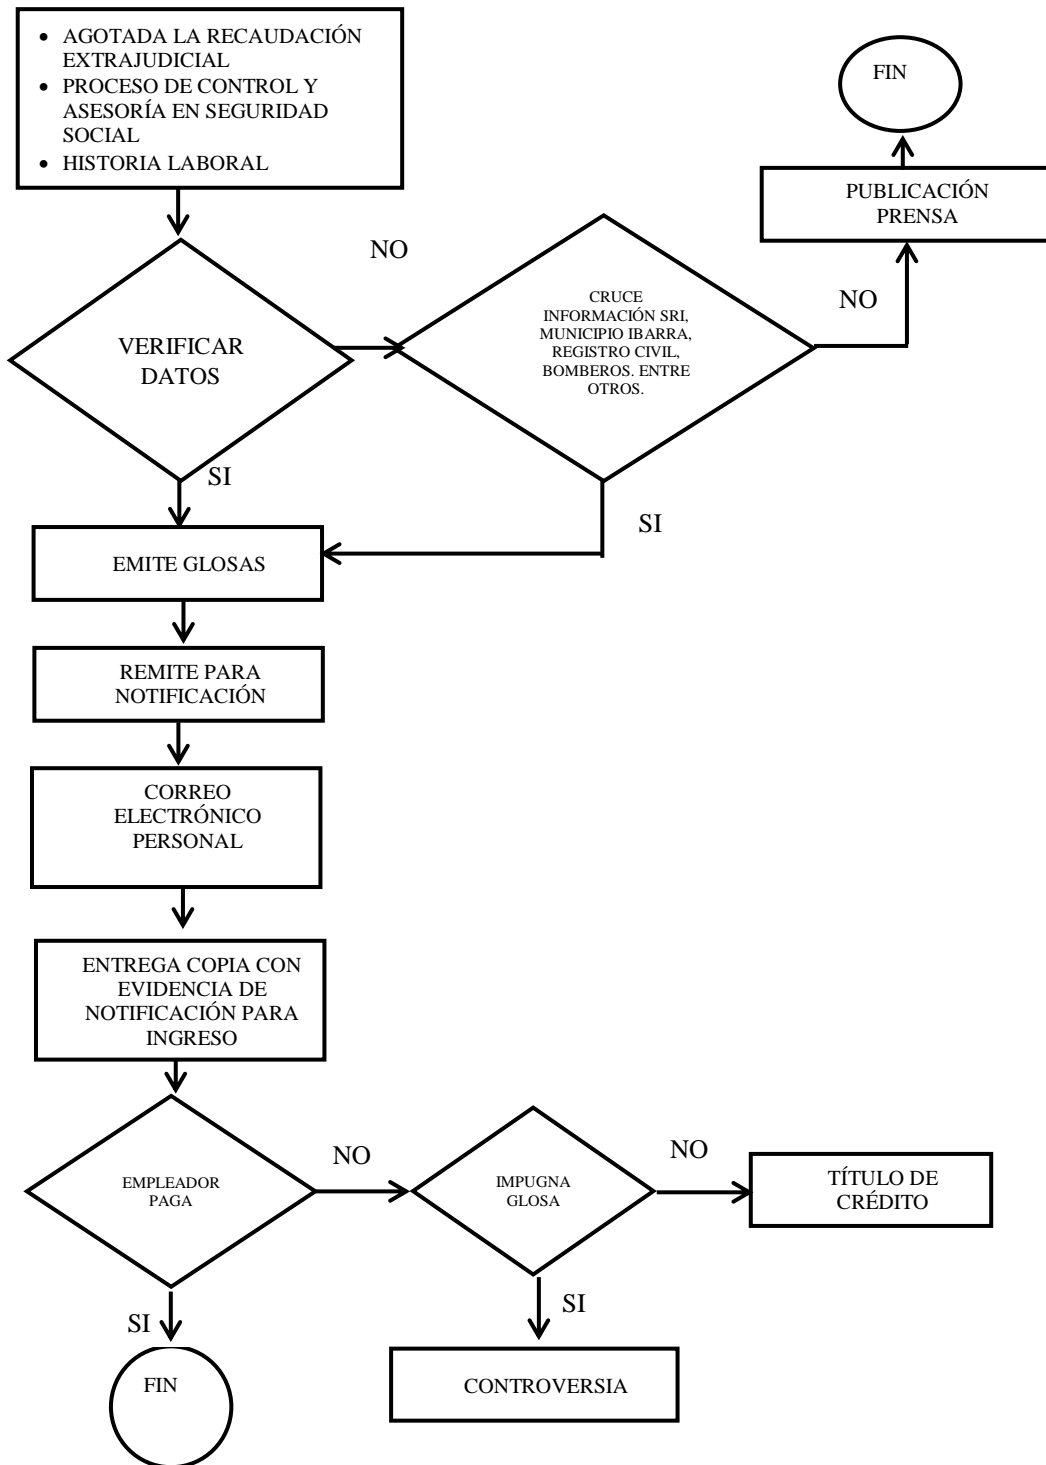 • AGOTADA LA RECAUDACIÓN
EXTRAJUDICIAL
• PROCESO DE CONTROL Y
ASESORÍA EN SEGURIDAD
SOCIAL
• HISTORIA LABORAL
FIN
PUBLICACIÓN
PRENSA
NO
NO
VERIFICAR
DATOS
CRUCE
INFORMACIÓN SRI,
MUNICIPIO IBARRA,
REGISTRO CIVIL,
BOMBEROS. ENTRE
OTROS.
SI
SI
EMITE GLOSAS
REMITE PARA
NOTIFICACIÓN
CORREO
ELECTRÓNICO
PERSONAL
ENTREGA COPIA CON
EVIDENCIA DE
NOTIFICACIÓN PARA
INGRESO
EMPLEADOR
PAGA
NO
IMPUGNA
GLOSA
NO
TÍTULO DE
CRÉDITO
SI
SI
FIN
CONTROVERSIA